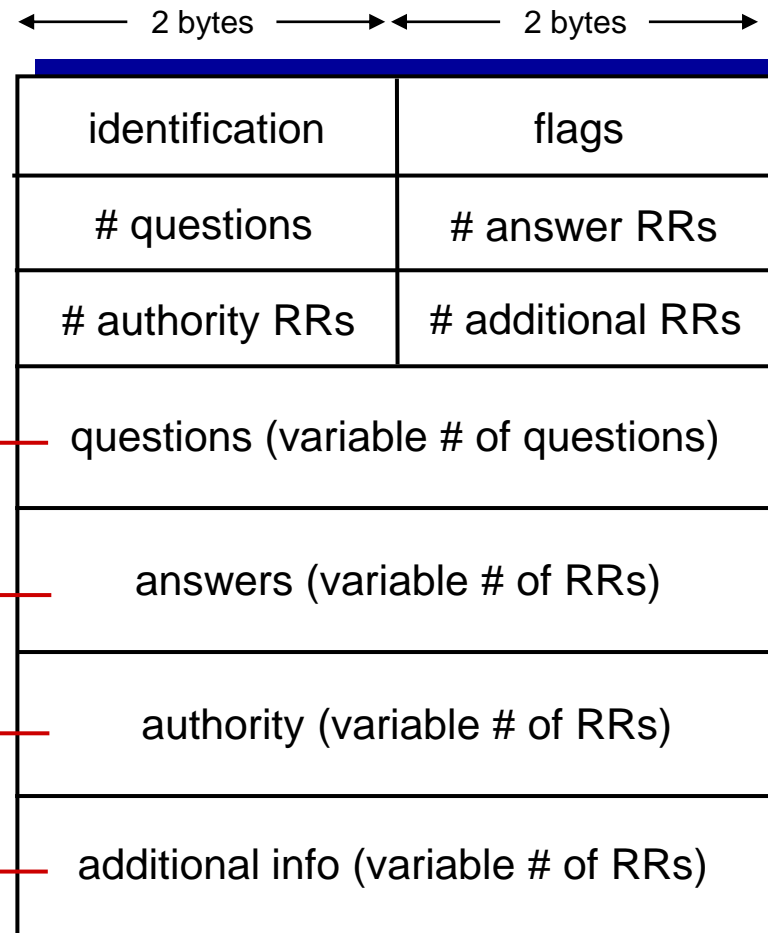 2 bytes 2 bytes
identification flags
# questions # answer RRs
# authority RRs # additional RRs
questions (variable # of questions)
answers (variable # of RRs)
authority (variable # of RRs)
additional info (variable # of RRs)